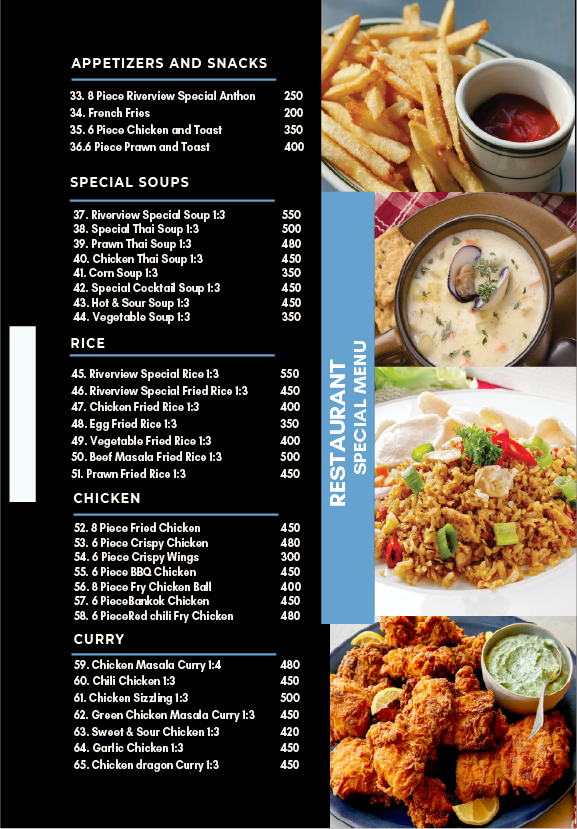 APPETIZERS AND SNACKS
33. 8 Piece Riverview Special Anthon 250
34. French Fries 200
35. 6 Piece Chicken and Toast 350
36.6 Piece Prawn and Toast 400
SPECIAL SOUPS
37. Riverview Special Soup 1:3 550
38. Special Thai Soup 1:3 500
39. Prawn Thai Soup 1:3 480
40. Chicken Thai Soup 1:3 450
41. Corn Soup 1:3 350
42. Special Cocktail Soup 1:3 450
43. Hot & Sour Soup 1:3 450
44. Vegetable Soup 1:3 350
RICE
45. Riverview Special Rice 1:3 550
46. Riverview Special Fried Rice 1:3 450
47. Chicken Fried Rice 1:3 400
48. Egg Fried Rice 1:3 350
49. Vegetable Fried Rice 1:3 400
50. Beef Masala Fried Rice 1:3 500
51. Prawn Fried Rice 1:3 450
CHICKEN
52. 8 Piece Fried Chicken 450
53. 6 Piece Crispy Chicken 480
54. 6 Piece Crispy Wings 300
55. 6 Piece BBQ Chicken 450
56. 8 Piece Fry Chicken Ball 400
57. 6 PieceBankok Chicken 450
58. 6 PieceRed chili Fry Chicken 480
CURRY
59. Chicken Masala Curry 1:4 480
60. Chili Chicken 1:3 450
61. Chicken Sizzling 1:3 500
62. Green Chicken Masala Curry 1:3 450
63. Sweet & Sour Chicken 1:3 420
64. Garlic Chicken 1:3 450
65. Chicken dragon Curry 1:3 450
RESTAURANT
SPECIAL MENU